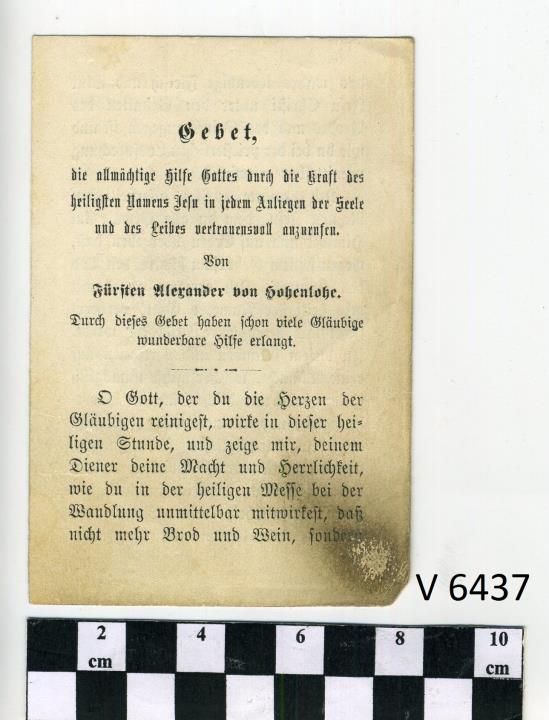 Gebet,
die allmächtige Hilfe Gottes durch die Kraft des
heiligsten Namens Jesu in jedem Anliegen der Seele
und des Leibes vertrauensvoll anzurufen.
Von
Fürsten Alexander von Hohenlohe.
Durch dieses Gebet haben schon viele Gläubige
wunderbare Hilfe erlangt.
O Gott, der du die Herzen der
Gläubigen reinigest, wirke in dieser hei-
ligen Stunde, und zeige mir, deinem
Diener deine Macht und Herrlichkeit,
wie du in der heiligen Messe bei der
Wandlung unmittelbar mitwirkest, daß
nicht mehr Brod und Wein, sondern
V 6437
2 4 6 8 10
cm cm